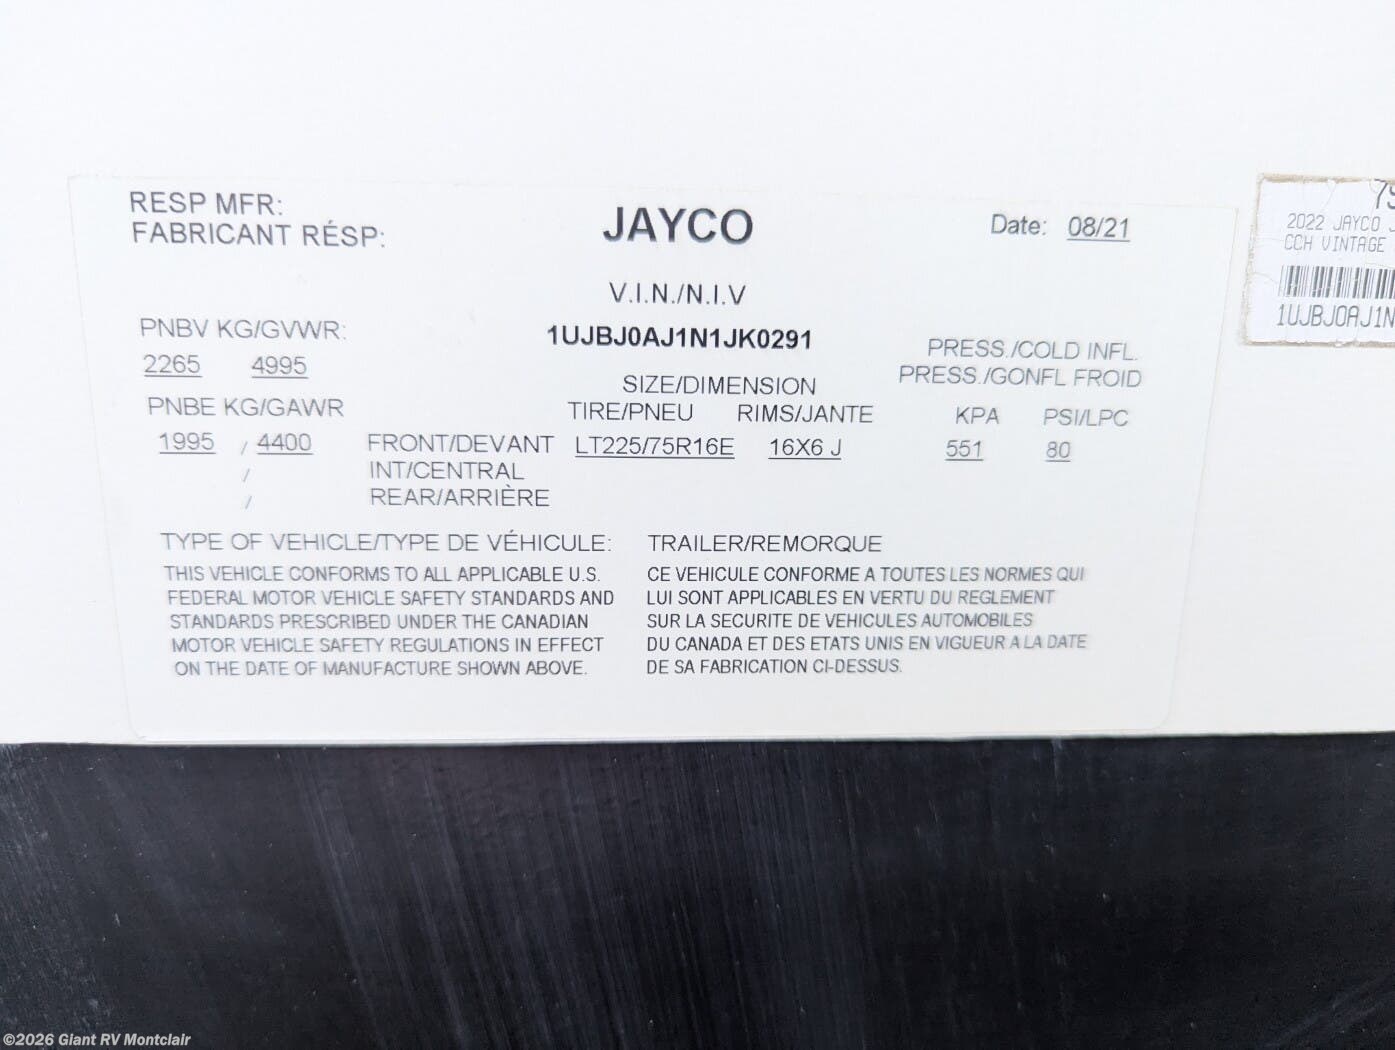 RESP MFR:
FABRICANT RÉSP:
JAYCO
Date: 08/21
V.I.N./N.I.V
1UJBJ0AJ1N1JK0291
PNBV KG/GVWR:
2265 4995
PRESS./COLD INFL.
PRESS./GONFL FROID
SIZE/DIMENSION
PNBE KG/GAWR
TIRE/PNEU RIMS/JANTE KPA PSI/LPC
1995 / 4400 FRONT/DEVANT LT225/75R16E 16X6 J 551 80
/ INT/CENTRAL
/ REAR/ARRIÈRE
TYPE OF VEHICLE/TYPE DE VÉHICULE: TRAILER/REMORQUE
THIS VEHICLE CONFORMS TO ALL APPLICABLE U.S.
FEDERAL MOTOR VEHICLE SAFETY STANDARDS AND
STANDARDS PRESCRIBED UNDER THE CANADIAN
MOTOR VEHICLE SAFETY REGULATIONS IN EFFECT
ON THE DATE OF MANUFACTURE SHOWN ABOVE.
CE VEHICULE CONFORME A TOUTES LES NORMES QUI
LUI SONT APPLICABLES EN VERTU DU REGLEMENT
SUR LA SECURITE DE VEHICULES AUTOMOBILES
DU CANADA ET DES ETATS UNIS EN VIGUEUR A LA DATE
DE SA FABRICATION CI-DESSUS.
2022 JAYCO J
CCH VINTAGE
1UJBJ0AJ1N
©2026 Giant RV Montclair